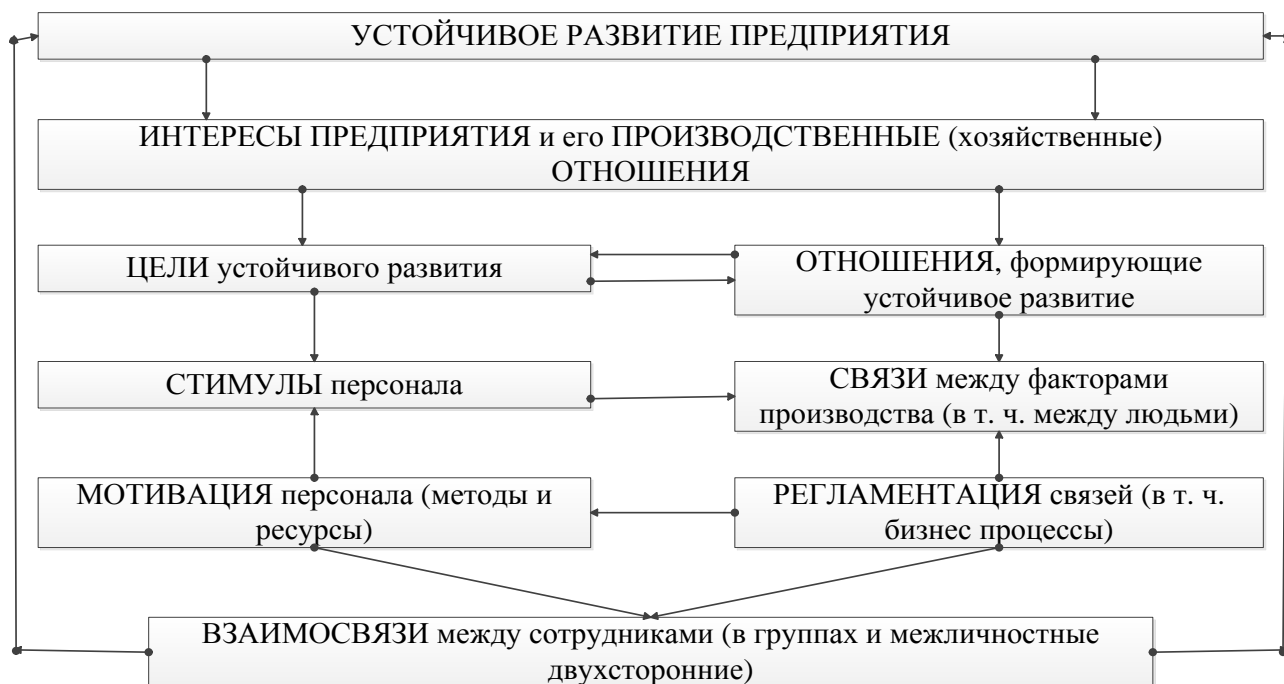 УСТОЙЧИВОЕ РАЗВИТИЕ ПРЕДПРИЯТИЯ
ИНТЕРЕСЫ ПРЕДПРИЯТИЯ и его ПРОИЗВОДСТВЕННЫЕ (хозяйственные)
ОТНОШЕНИЯ
ЦЕЛИ устойчивого развития
ОТНОШЕНИЯ, формирующие
устойчивое развитие
СТИМУЛЫ персонала
СВЯЗИ между факторами
производства (в т. ч. между людьми)
МОТИВАЦИЯ персонала (методы и
ресурсы)
РЕГЛАМЕНТАЦИЯ связей (в т. ч.
бизнес процессы)
ВЗАИМОСВЯЗИ между сотрудниками (в группах и межличностные
двухсторонние)